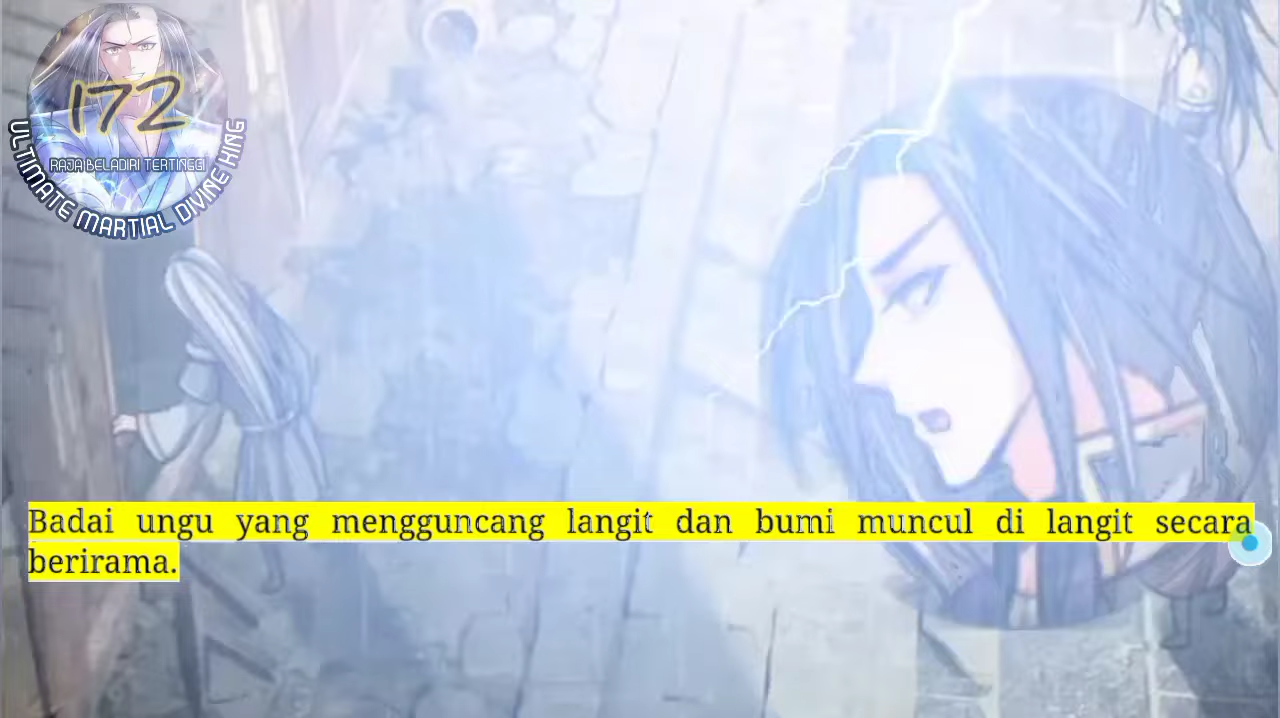 172
RAJA BELADIRI TERTINGGI
ULTIMATE MARTIAL DIVINE KING
Badai ungu yang mengguncang langit dan bumi muncul di langit secara
berirama.